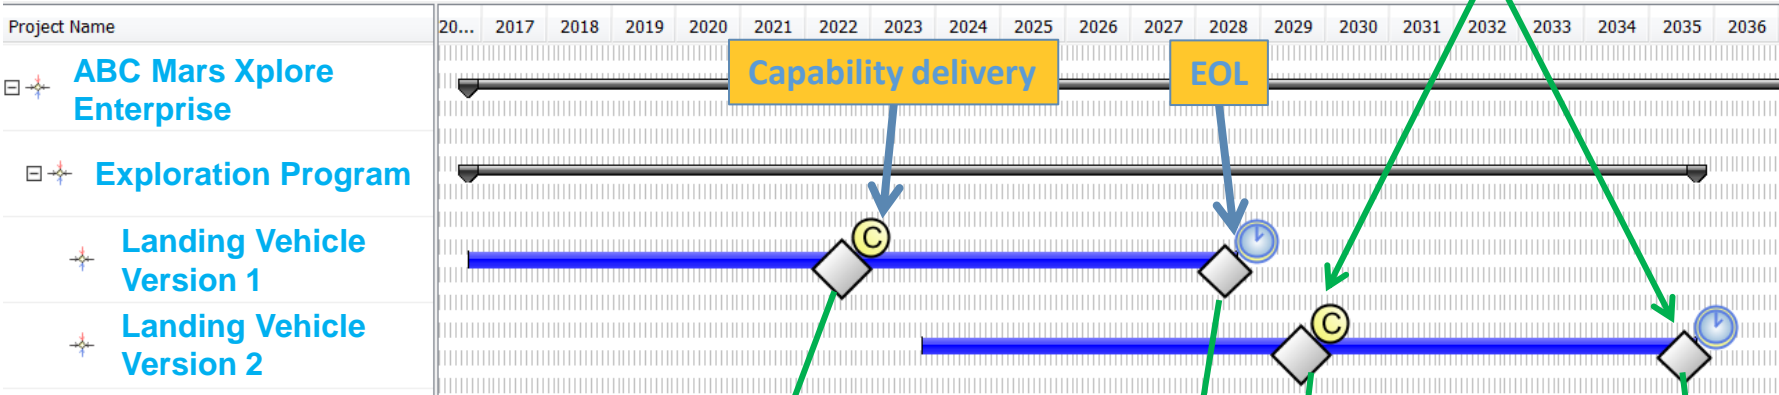 Project Name
20... 2017 2018 2019 2020 2021 2022 2023 2024 2025 2026 2027 2028 2029 2030 2031 2032 2033 2034 2035 2036
ABC Mars Xplore
Enterprise
Capability delivery
EOL
Exploration Program
Landing Vehicle
Version 1
C
Landing Vehicle
Version 2
C